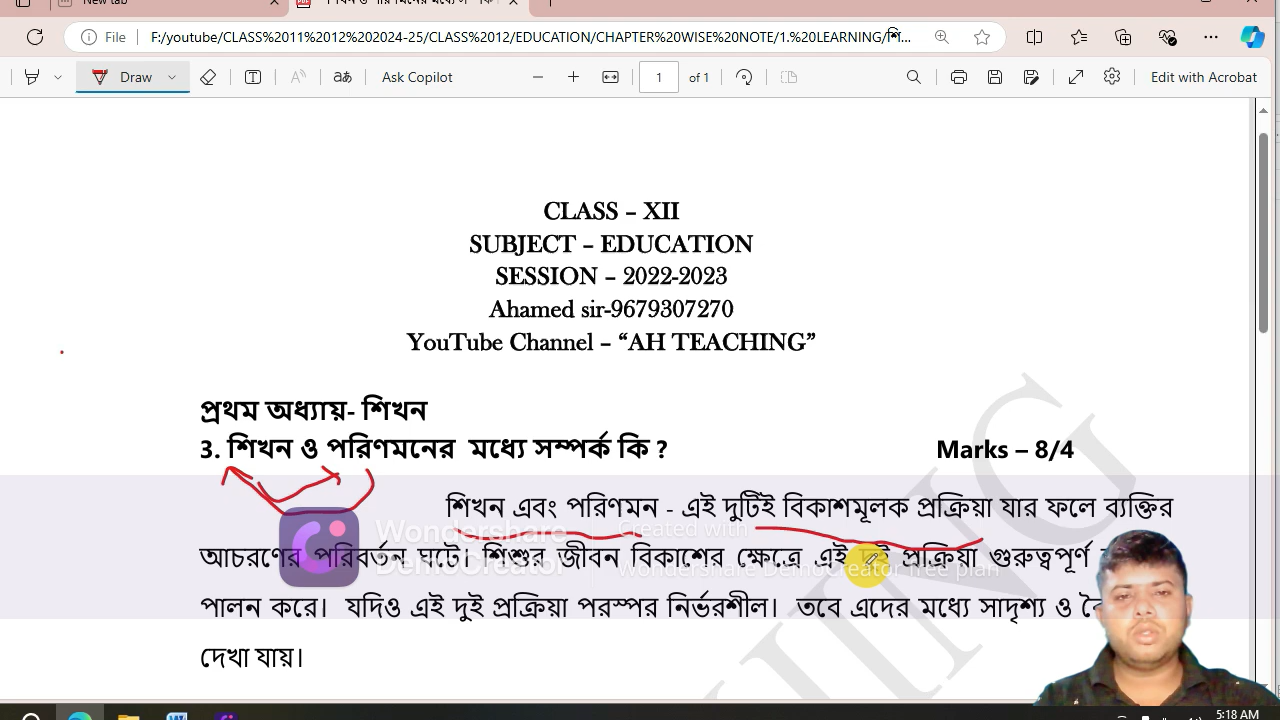 New tab
File
F:/youtube/CLASS%2011%2012%202024-25/CLASS%2012/EDUCATION/CHAPTER%20WISE%20NOTE/1.%20LEARNING/
Draw
Ask Copilot
1
of 1
Edit with Acrobat
CLASS – XII
SUBJECT – EDUCATION
SESSION – 2022-2023
Ahamed sir-9679307270
YouTube Channel – “AH TEACHING”
প্রথম অধ্যায়- শিখন
3. শিখন ও পরিণমনের মধ্যে সম্পর্ক কি ?
Marks – 8/4
শিখন এবং পরিণমন - এই দুটিই বিকাশমূলক প্রক্রিয়া যার ফলে ব্যক্তির
আচরণের পরিবর্তন ঘটে। শিশুর জীবন বিকাশের ক্ষেত্রে এই দুই প্রক্রিয়া গুরুত্বপূর্ণ
পালন করে। যদিও এই দুই প্রক্রিয়া পরস্পর নির্ভরশীল। তবে এদের মধ্যে সাদৃশ্য ও
দেখা যায়।
Wondershare
DemoCreator
Created with
Wondershare DemoCreator free plan
5:18 AM